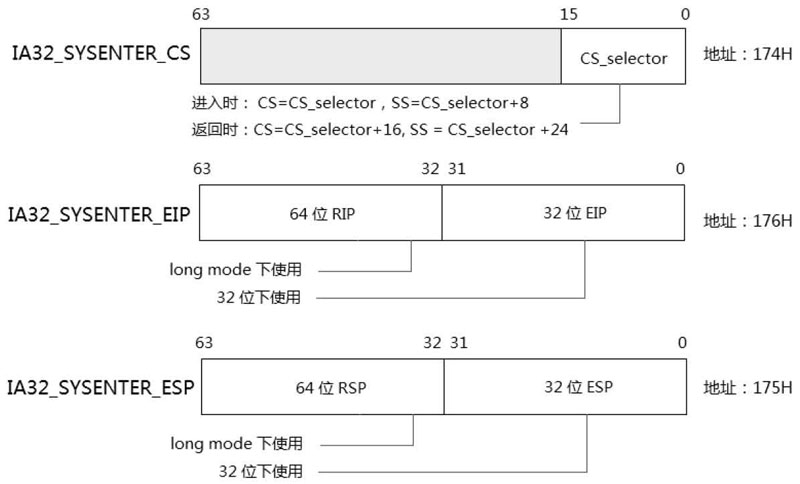 63 15 0
IA32_SYSENTER_CS CS_selector 地址：174H
进入时： CS=CS_selector，SS=CS_selector+8
返回时：CS=CS_selector+16, SS = CS_selector +24
63 32 31 0
IA32_SYSENTER_EIP 64 位 RIP 32 位 EIP 地址：176H
long mode 下使用
32 位下使用
63 32 31 0
IA32_SYSENTER_ESP 64 位 RSP 32 位 ESP 地址：175H
long mode 下使用
32 位下使用